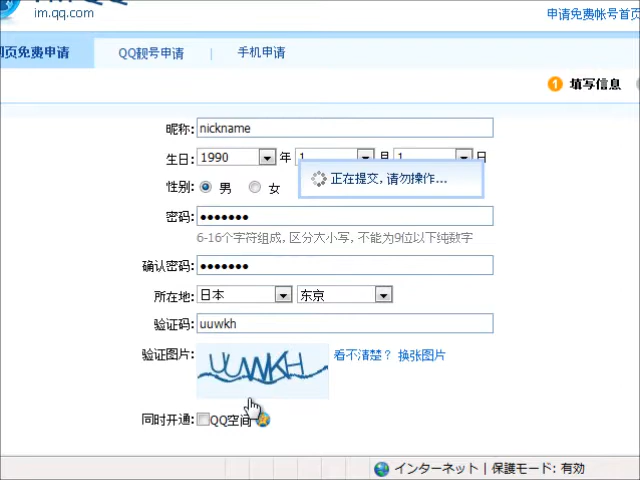 im.qq.com
申请免费帐号首页
网页免费申请 QQ靓号申请 | 手机申请
1 填写信息
昵称: nickname
生日: 1990 年 1 月 1 日
正在提交, 请勿操作...
性别: 男 女
密码: ●●●●●●●
6-16个字符组成, 区分大小写, 不能为9位以下纯数字
确认密码: ●●●●●●●
所在地: 日本 东京
验证码: uuwkh
验证图片: UUWKH 看不清楚? 换张图片
同时开通: QQ空间
インターネット | 保護モード: 有効